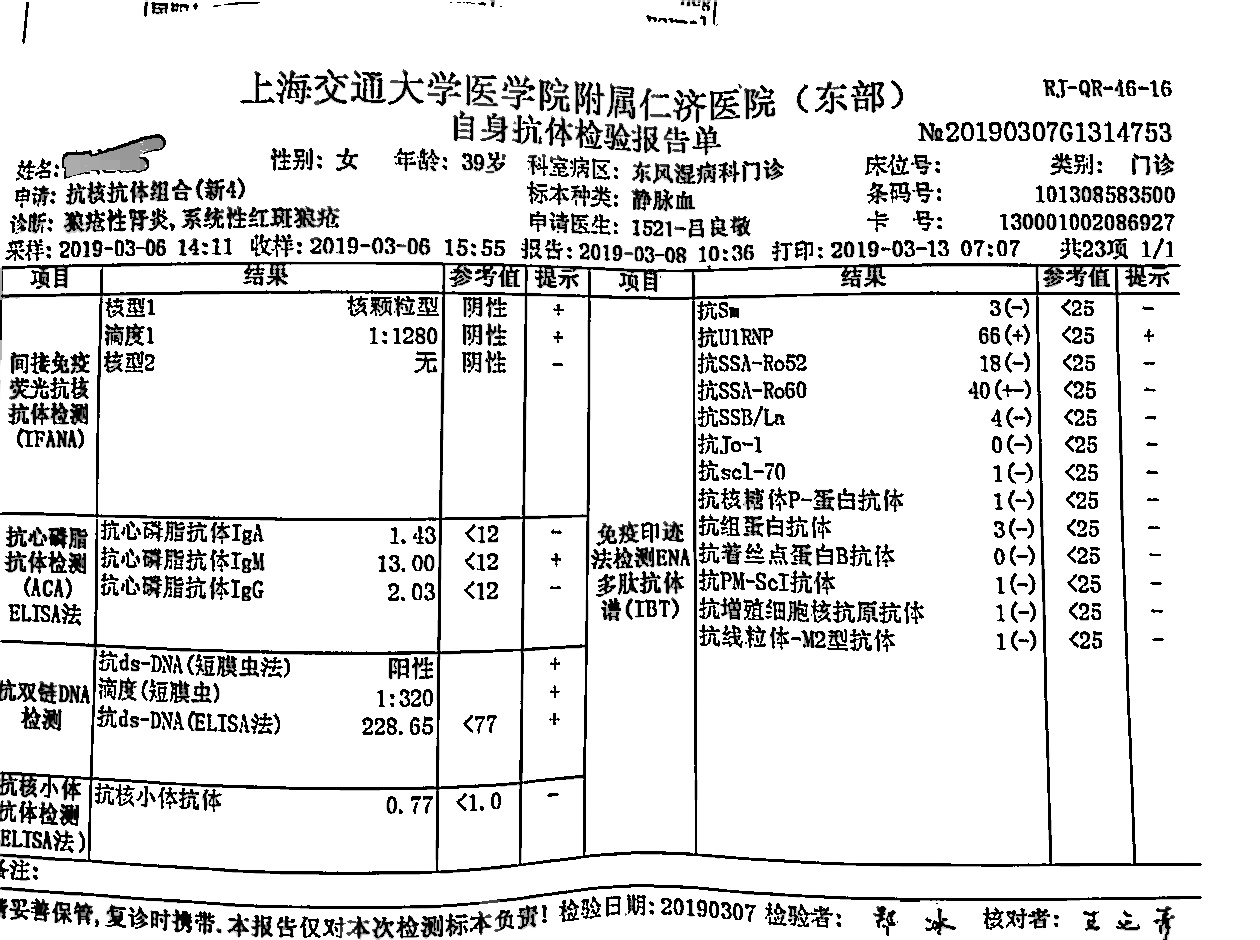 上海交通大学医学院附属仁济医院（东部）
RJ-QR-46-16
自身抗体检验报告单
№20190307G1314753
姓名: 性别: 女 年龄: 39岁 科室病区: 东风湿病科门诊 床位号: 类别: 门诊
申请: 抗核抗体组合(新4) 标本种类: 静脉血 条码号: 101308583500
诊断: 狼疮性肾炎,系统性红斑狼疮 申请医生: 1521-吕良敬 卡 号: 1300010020869​27
采样: 2019-03-06 14:11 收样: 2019-03-06 15:55 报告: 2019-03-08 10:36 打印: 2019-03-13 07:07 共23项 1/1
项目 结果 参考值 提示 项目 结果 参考值 提示
间接免疫荧光抗核抗体检测(IFANA)
核型1 核颗粒型 阴性 +
滴度1 1:1280 阴性 +
核型2 无 阴性 -
抗心磷脂抗体检测(ACA)ELISA法
抗心磷脂抗体IgA 1.43 <12 -
抗心磷脂抗体IgM 13.00 <12 +
抗心磷脂抗体IgG 2.03 <12 -
抗双链DNA检测
抗ds-DNA(短膜虫法) 阳性 +
滴度(短膜虫) 1:320 +
抗ds-DNA(ELISA法) 228.65 <77 +
抗核小体抗体检测ELISA法)
抗核小体抗体 0.77 <1.0 -
免疫印迹法检测ENA多肽抗体谱(IBT)
抗Sm 3(-) <25 -
抗U1RNP 66(+) <25 +
抗SSA-Ro52 18(-) <25 -
抗SSA-Ro60 40(+-) <25 -
抗SSB/La 4(-) <25 -
抗Jo-1 0(-) <25 -
抗scl-70 1(-) <25 -
抗核糖体P-蛋白抗体 1(-) <25 -
抗组蛋白抗体 3(-) <25 -
抗着丝点蛋白B抗体 0(-) <25 -
抗PM-ScI抗体 1(-) <25 -
抗增殖细胞核抗原抗体 1(-) <25 -
抗线粒体-M2型抗体 1(-) <25 -
备注:
请妥善保管,复诊时携带.本报告仅对本次检测标本负责! 检验日期: 20190307 检验者: 核对者: